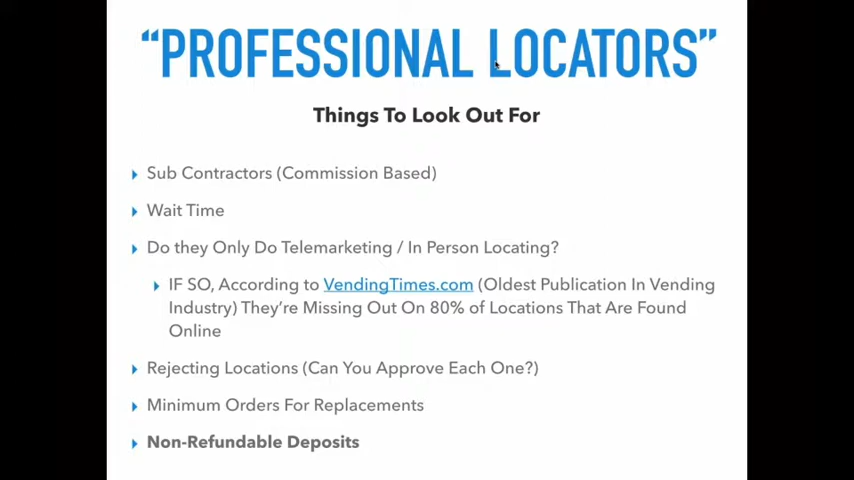 “PROFESSIONAL LOCATORS”
Things To Look Out For
Sub Contractors (Commission Based)
Wait Time
Do they Only Do Telemarketing / In Person Locating?
IF SO, According to VendingTimes.com (Oldest Publication In Vending
Industry) They're Missing Out On 80% of Locations That Are Found
Online
Rejecting Locations (Can You Approve Each One?)
Minimum Orders For Replacements
Non-Refundable Deposits